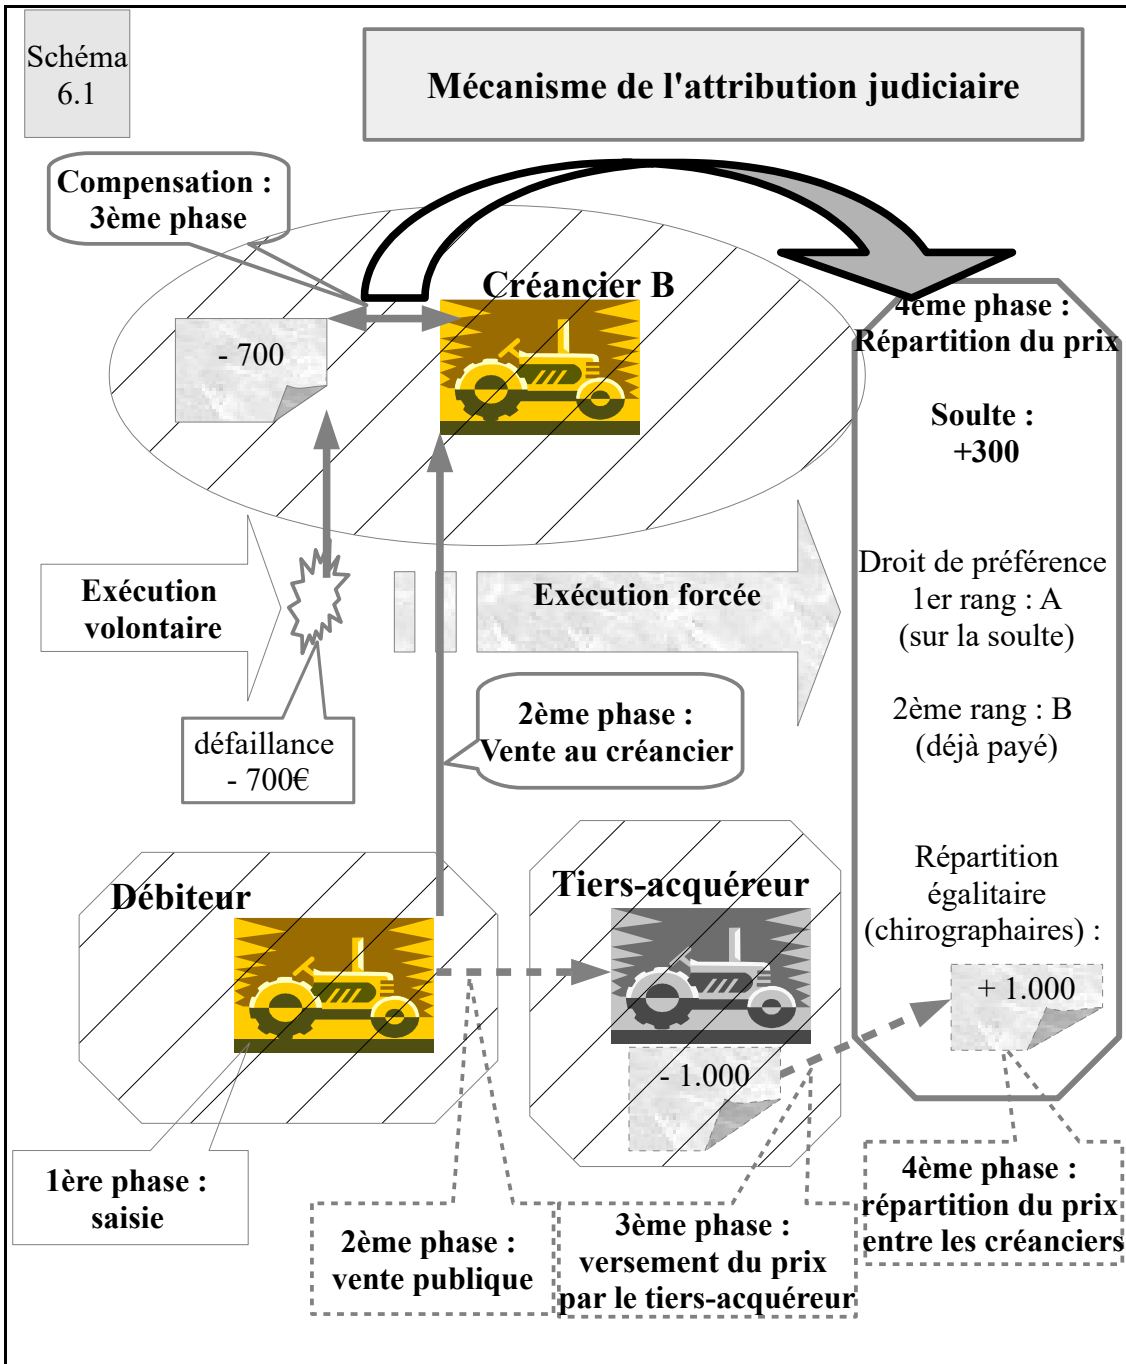 Schéma
6.1
Mécanisme de l'attribution judiciaire
Compensation :
3ème phase
Créancier B
- 700
4ème phase :
Répartition du prix
Soulte :
+300
Droit de préférence
1er rang : A
(sur la soulte)
2ème rang : B
(déjà payé)
Répartition
égalitaire
(chirographaires) :
+ 1.000
Exécution
volontaire
Exécution forcée
défaillance
- 700€
2ème phase :
Vente au créancier
Débiteur
Tiers-acquéreur
- 1.000
1ère phase :
saisie
2ème phase :
vente publique
3ème phase :
versement du prix
par le tiers-acquéreur
4ème phase :
répartition du prix
entre les créanciers